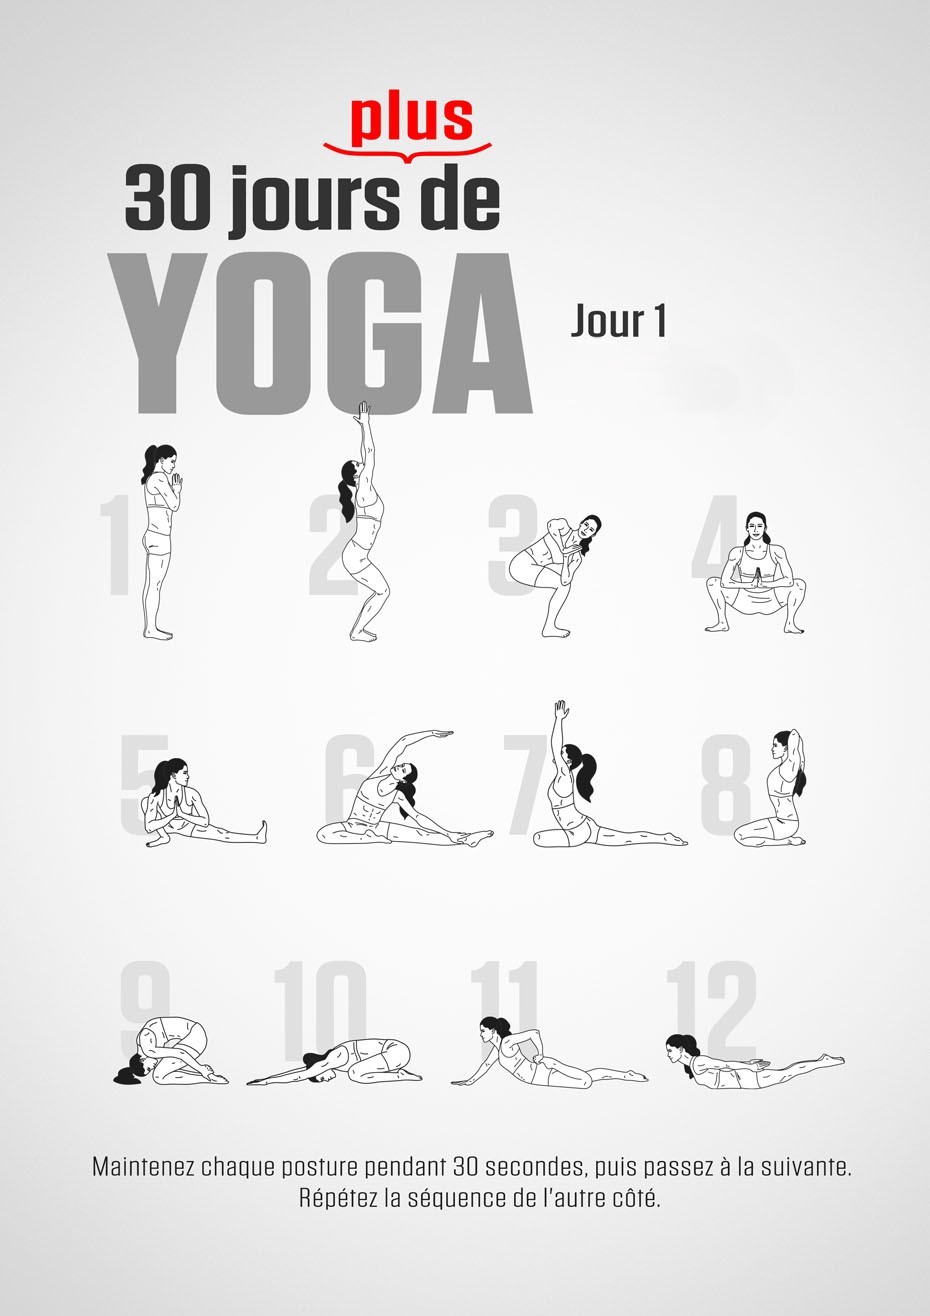 plus
30 jours de
YOGA
Jour 1
1 2 3 4
5 6 7 8
9 10 11 12
Maintenez chaque posture pendant 30 secondes, puis passez à la suivante.
Répétez la séquence de l'autre côté.